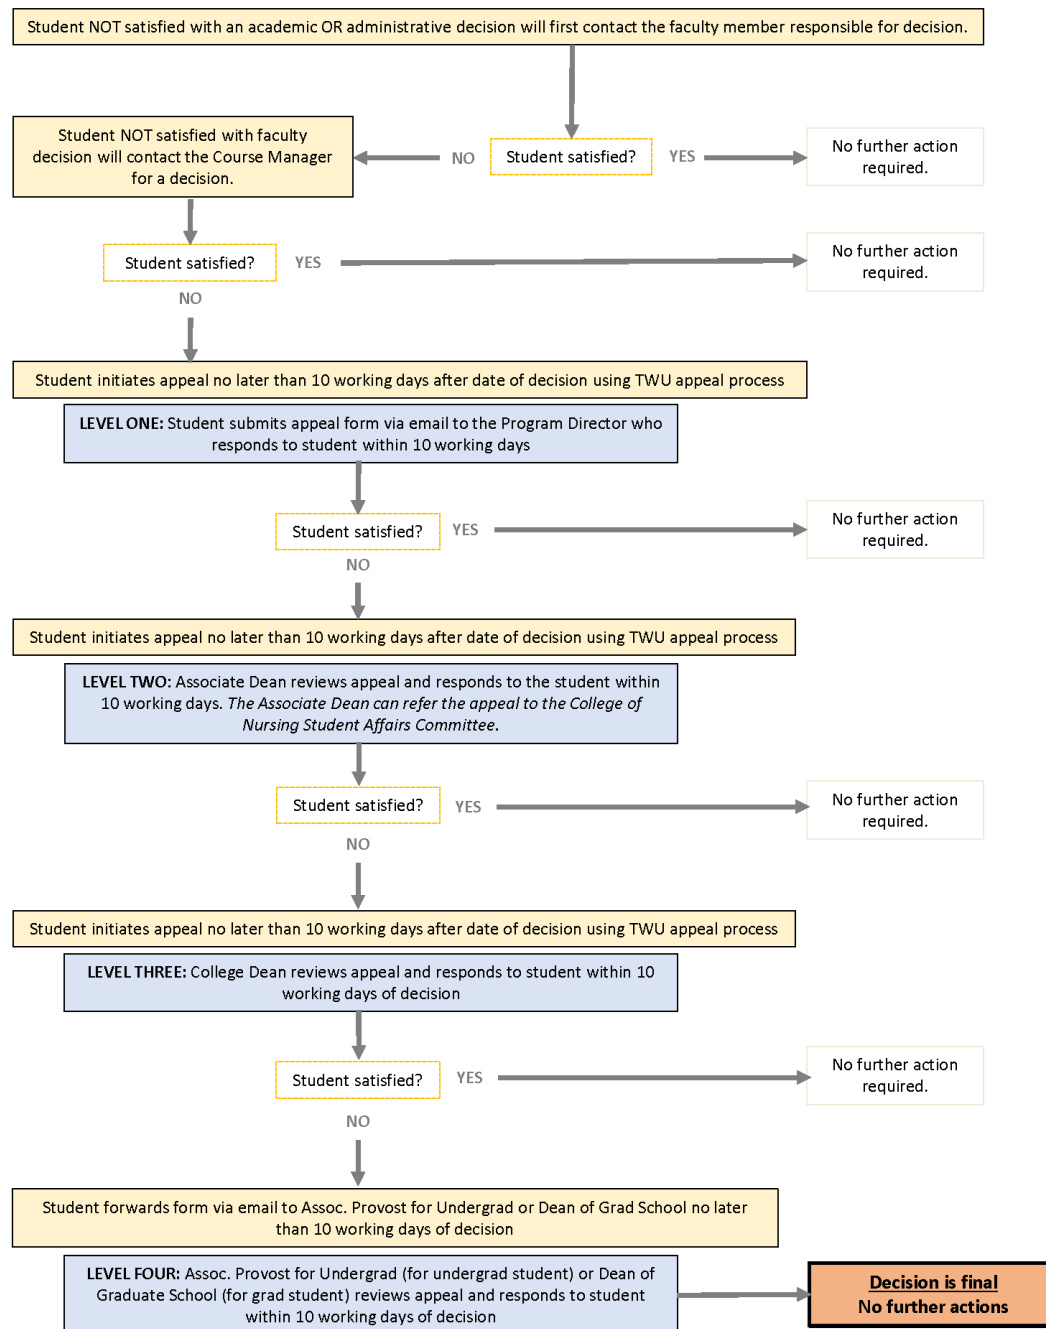 Student NOT satisfied with an academic OR administrative decision will first contact the faculty member responsible for decision.
Student NOT satisfied with faculty
decision will contact the Course Manager
for a decision.
NO
Student satisfied?
YES
No further action
required.
Student satisfied?
YES
No further action
required.
NO
Student initiates appeal no later than 10 working days after date of decision using TWU appeal process
LEVEL ONE: Student submits appeal form via email to the Program Director who
responds to student within 10 working days
Student satisfied?
YES
No further action
required.
NO
Student initiates appeal no later than 10 working days after date of decision using TWU appeal process
LEVEL TWO: Associate Dean reviews appeal and responds to the student within
10 working days. The Associate Dean can refer the appeal to the College of
Nursing Student Affairs Committee.
Student satisfied?
YES
No further action
required.
NO
Student initiates appeal no later than 10 working days after date of decision using TWU appeal process
LEVEL THREE: College Dean reviews appeal and responds to student within 10
working days of decision
Student satisfied?
YES
No further action
required.
NO
Student forwards form via email to Assoc. Provost for Undergrad or Dean of Grad School no later
than 10 working days of decision
LEVEL FOUR: Assoc. Provost for Undergrad (for undergrad student) or Dean of
Graduate School (for grad student) reviews appeal and responds to student
within 10 working days of decision
Decision is final
No further actions